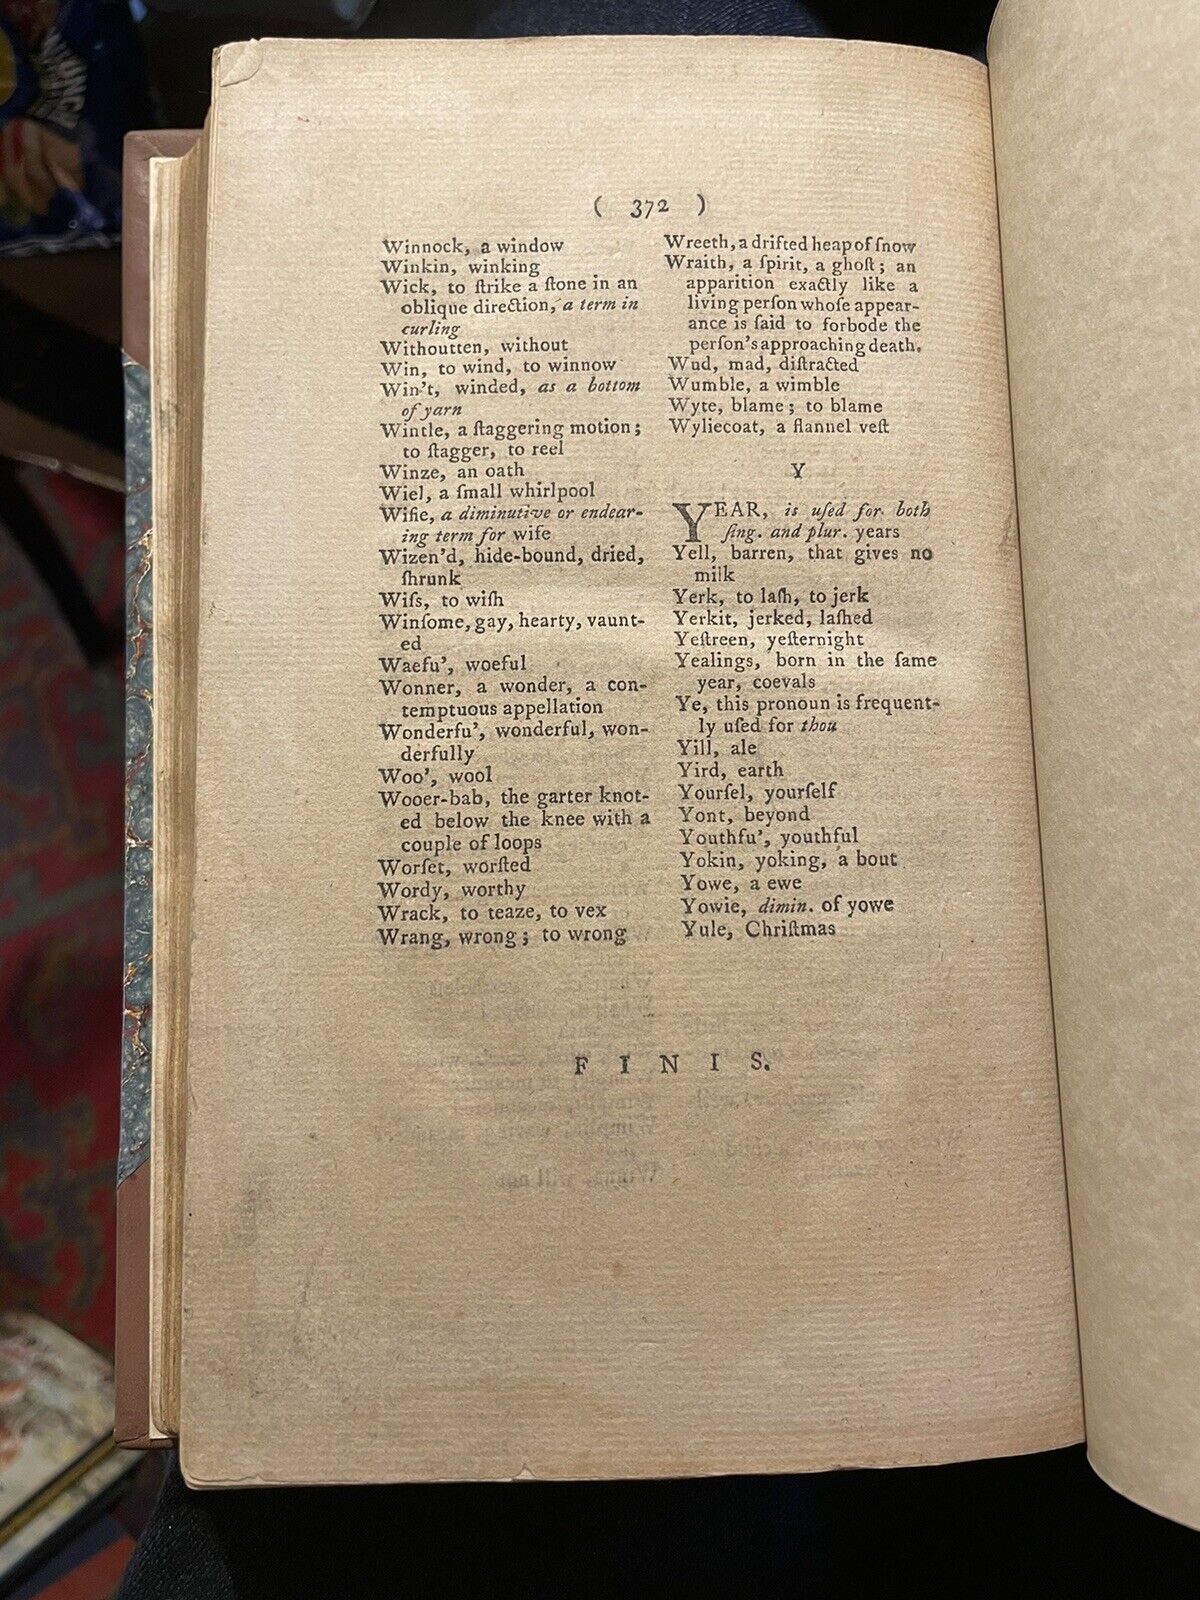 ( 372 )
Winnock, a window
Winkin, winking
Wick, to ſtrike a ſtone in an
oblique direction, a term in
curling
Withoutten, without
Win, to wind, to winnow
Win't, winded, as a bottom
of yarn
Wintle, a ſtaggering motion;
to ſtagger, to reel
Winze, an oath
Wiel, a ſmall whirlpool
Wifie, a diminutive or endear-
ing term for wife
Wizen'd, hide-bound, dried,
ſhrunk
Wiſs, to wiſh
Winſome, gay, hearty, vaunt-
ed
Waefu', woeful
Wonner, a wonder, a con-
temptuous appellation
Wonderfu', wonderful, won-
derfully
Woo', wool
Wooer-bab, the garter knot-
ed below the knee with a
couple of loops
Worſet, worſted
Wordy, worthy
Wrack, to teaze, to vex
Wrang, wrong; to wrong
Wreeth, a drifted heap of ſnow
Wraith, a ſpirit, a ghoſt; an
apparition exactly like a
living perſon whoſe appear-
ance is ſaid to forbode the
perſon's approaching death.
Wud, mad, diſtracted
Wumble, a wimble
Wyte, blame; to blame
Wyliecoat, a flannel veſt
Y
YEAR, is uſed for both
ſing. and plur. years
Yell, barren, that gives no
milk
Yerk, to laſh, to jerk
Yerkit, jerked, laſhed
Yeſtreen, yeſternight
Yealings, born in the ſame
year, coevals
Ye, this pronoun is frequent-
ly uſed for thou
Yill, ale
Yird, earth
Yourſel, yourſelf
Yont, beyond
Youthfu', youthful
Yokin, yoking, a bout
Yowe, a ewe
Yowie, dimin. of yowe
Yule, Chriſtmas
FINIS.